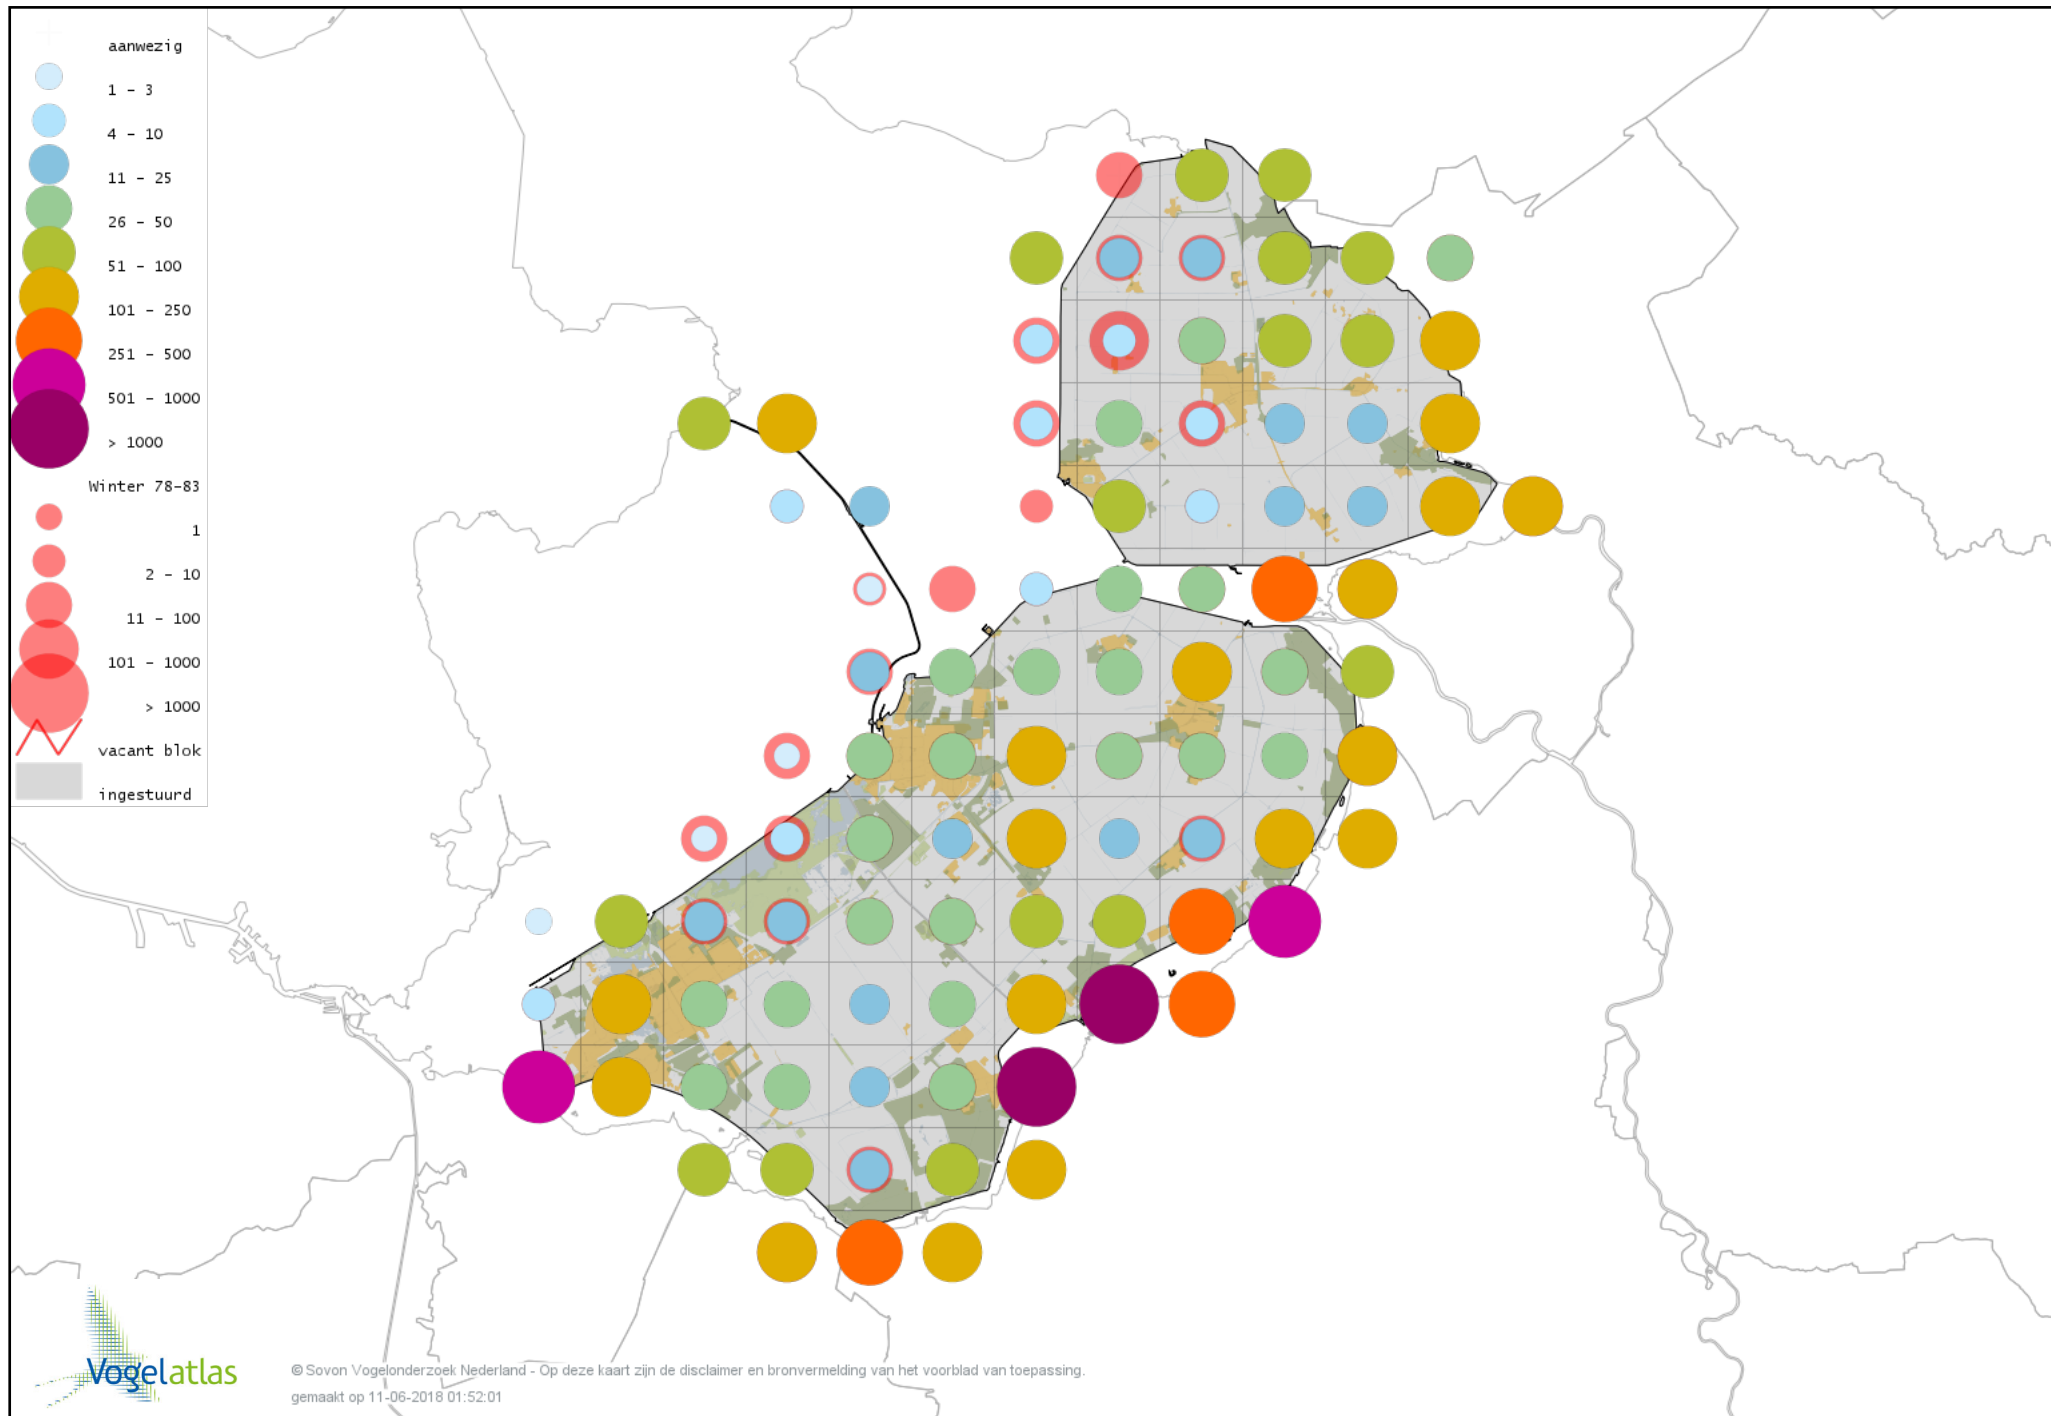 aanwezig
1 - 3
4 - 10
11 - 25
26 - 50
51 - 100
101 - 250
251 - 500
501 - 1000
> 1000
Winter 78-83
1
2 - 10
11 - 100
101 - 1000
> 1000
vacant blok
ingestuurd
Vogelatlas
© Sovon Vogelonderzoek Nederland - Op deze kaart zijn de disclaimer en bronvermelding van het voorblad van toepassing.
gemaakt op 11-06-2018 01:52:01